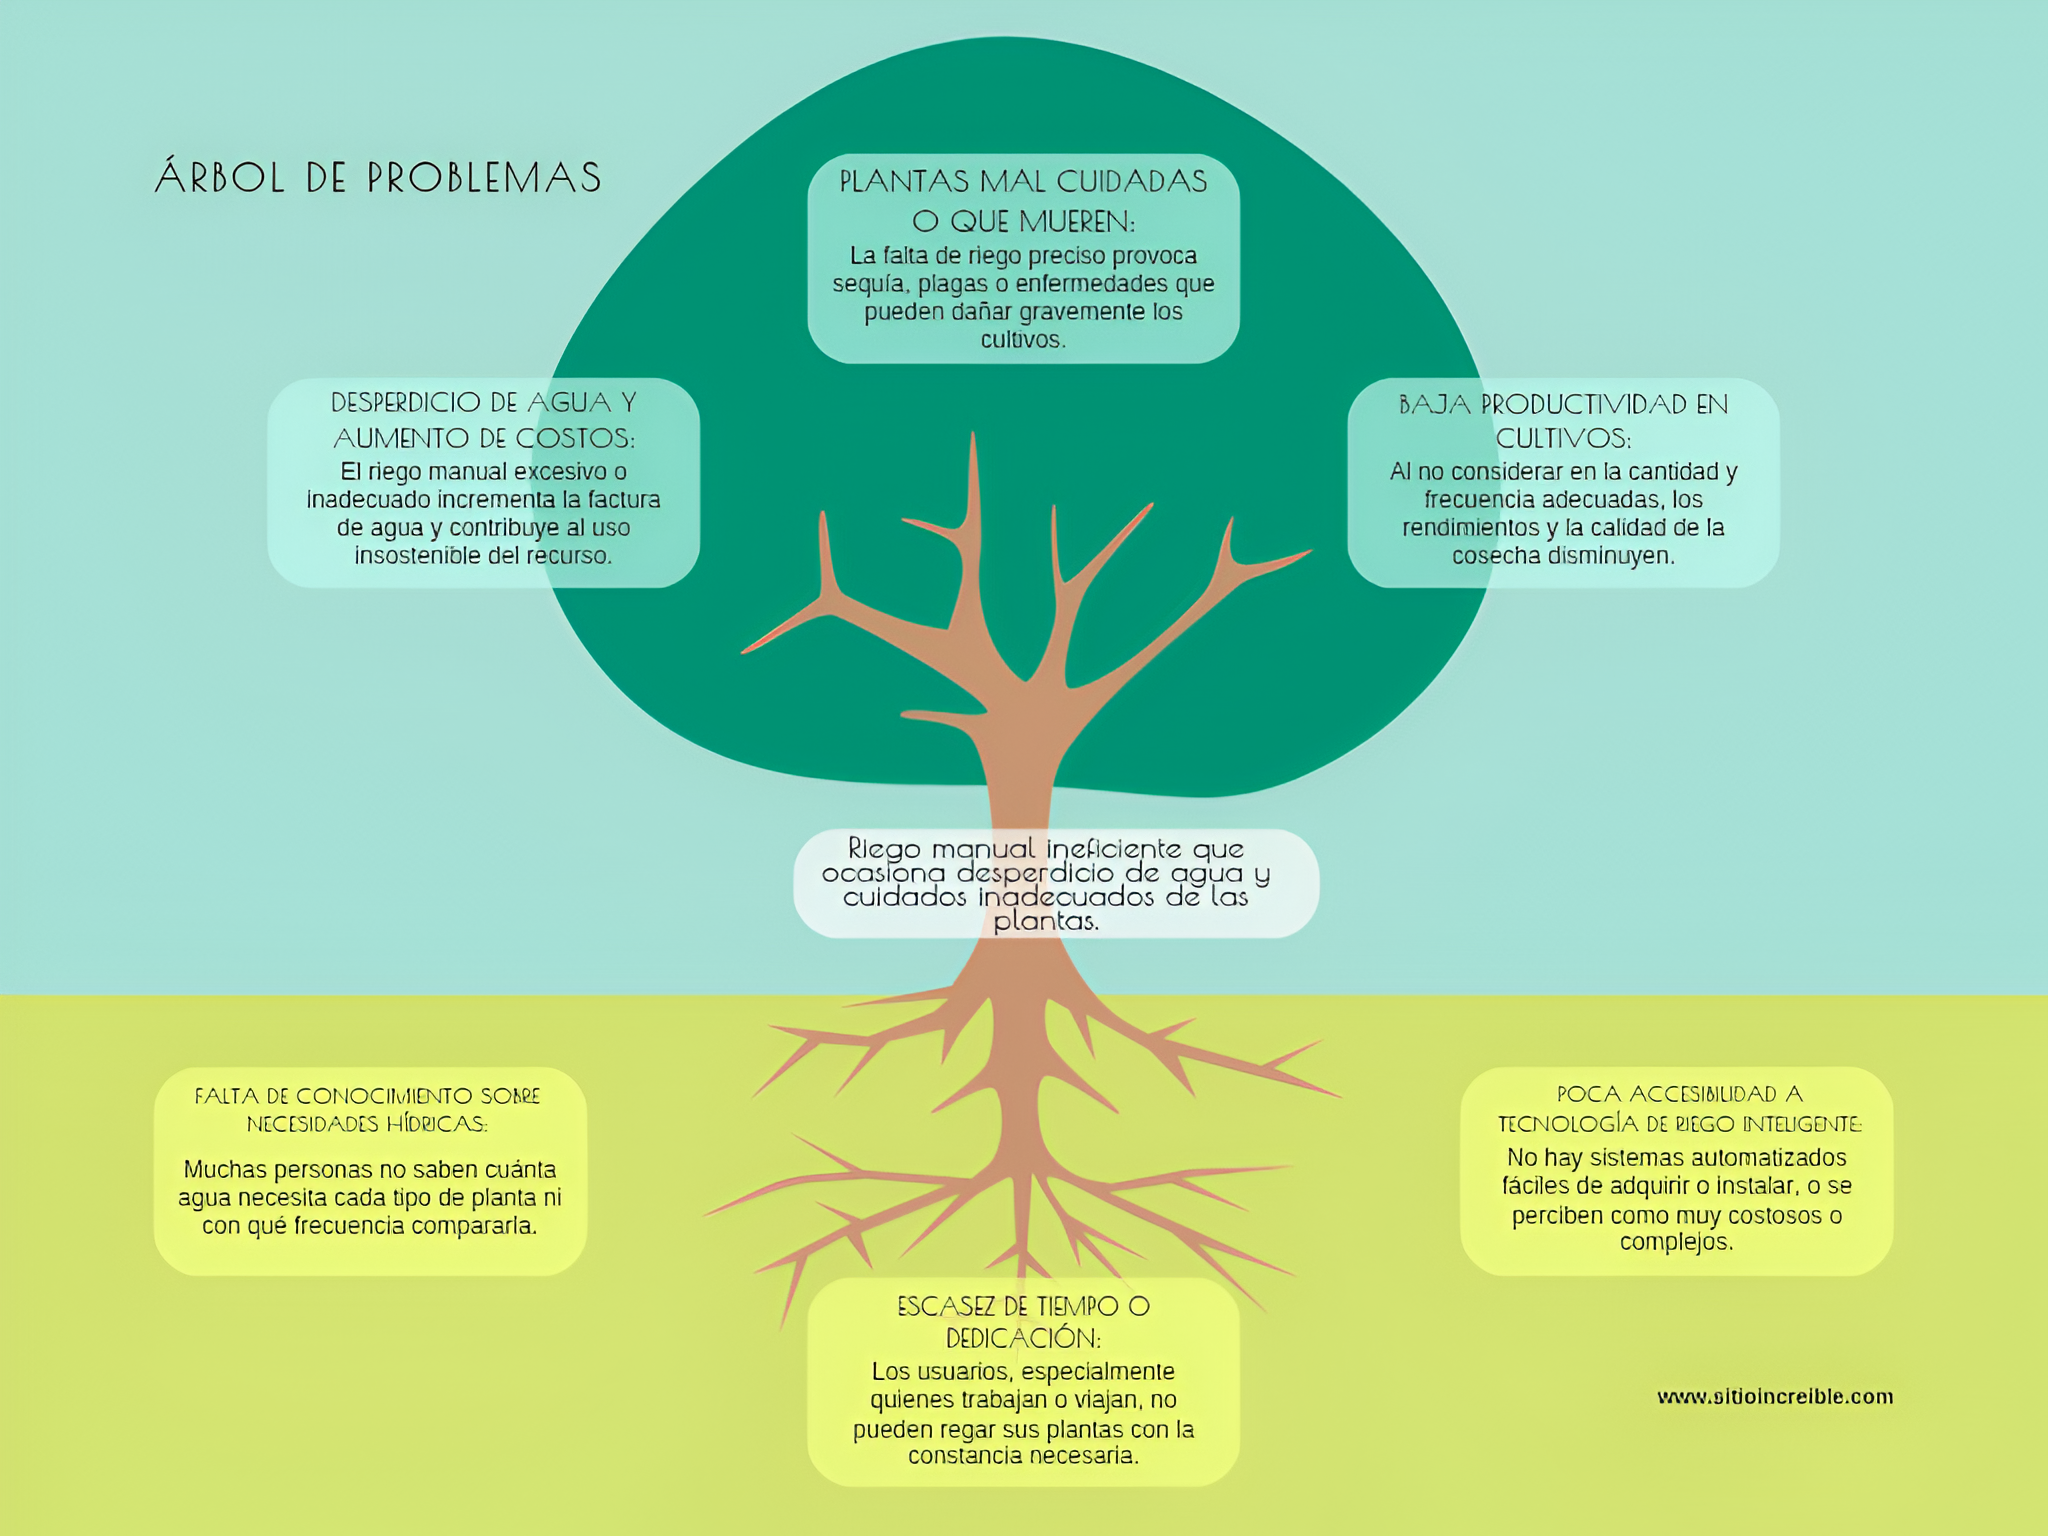 ÁRBOL DE PROBLEMAS
PLANTAS MAL CUIDADAS
O QUE MUEREN:
La falta de riego preciso provoca
sequía, plagas o enfermedades que
pueden dañar gravemente los
cultivos.
DESPERDICIO DE AGUA Y
AUMENTO DE COSTOS:
El riego manual excesivo o
inadecuado incrementa la factura
de agua y contribuye al uso
insostenible del recurso.
BAJA PRODUCTIVIDAD EN
CULTIVOS:
Al no considerar en la cantidad y
frecuencia adecuadas, los
rendimientos y la calidad de la
cosecha disminuyen.
Riego manual ineficiente que
ocasiona desperdicio de agua y
cuidados inadecuados de las
plantas.
FALTA DE CONOCIMIENTO SOBRE
NECESIDADES HÍDRICAS:
Muchas personas no saben cuánta
agua necesita cada tipo de planta ni
con qué frecuencia compararla.
POCA ACCESIBILIDAD A
TECNOLOGÍA DE RIEGO INTELIGENTE:
No hay sistemas automatizados
fáciles de adquirir o instalar, o se
perciben como muy costosos o
complejos.
ESCASEZ DE TIEMPO O
DEDICACIÓN:
Los usuarios, especialmente
quienes trabajan o viajan, no
pueden regar sus plantas con la
constancia necesaria.
www.sitioincreible.com